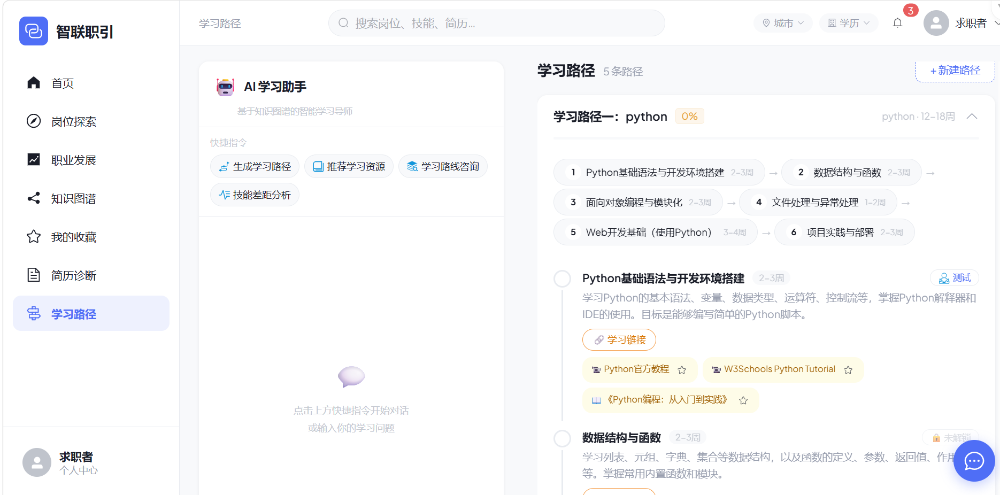 智联职引
首页
岗位探索
职业发展
知识图谱
我的收藏
简历诊断
学习路径
求职者
个人中心
学习路径
搜索岗位、技能、简历...
城市
学历
3
求职者
AI 学习助手
基于知识图谱的智能学习导师
快捷指令
生成学习路径
推荐学习资源
学习路线咨询
技能差距分析
点击上方快捷指令开始对话
或输入你的学习问题
学习路径 5 条路径
+ 新建路径
学习路径一：python 0% python · 12-18周
1 Python基础语法与开发环境搭建 2-3周 → 2 数据结构与函数 2-3周 →
3 面向对象编程与模块化 2-3周 → 4 文件处理与异常处理 1-2周 →
5 Web开发基础（使用Python） 3-4周 → 6 项目实践与部署 2-3周
Python基础语法与开发环境搭建 2-3周 测试
学习Python的基本语法、变量、数据类型、运算符、控制流等，掌握Python解释器和
IDE的使用。目标是能够编写简单的Python脚本。
学习链接
Python官方教程
W3Schools Python Tutorial
《Python编程：从入门到实践》
数据结构与函数 2-3周 未解锁
学习列表、元组、字典、集合等数据结构，以及函数的定义、参数、返回值、作用
等。掌握常用内置函数和模块。